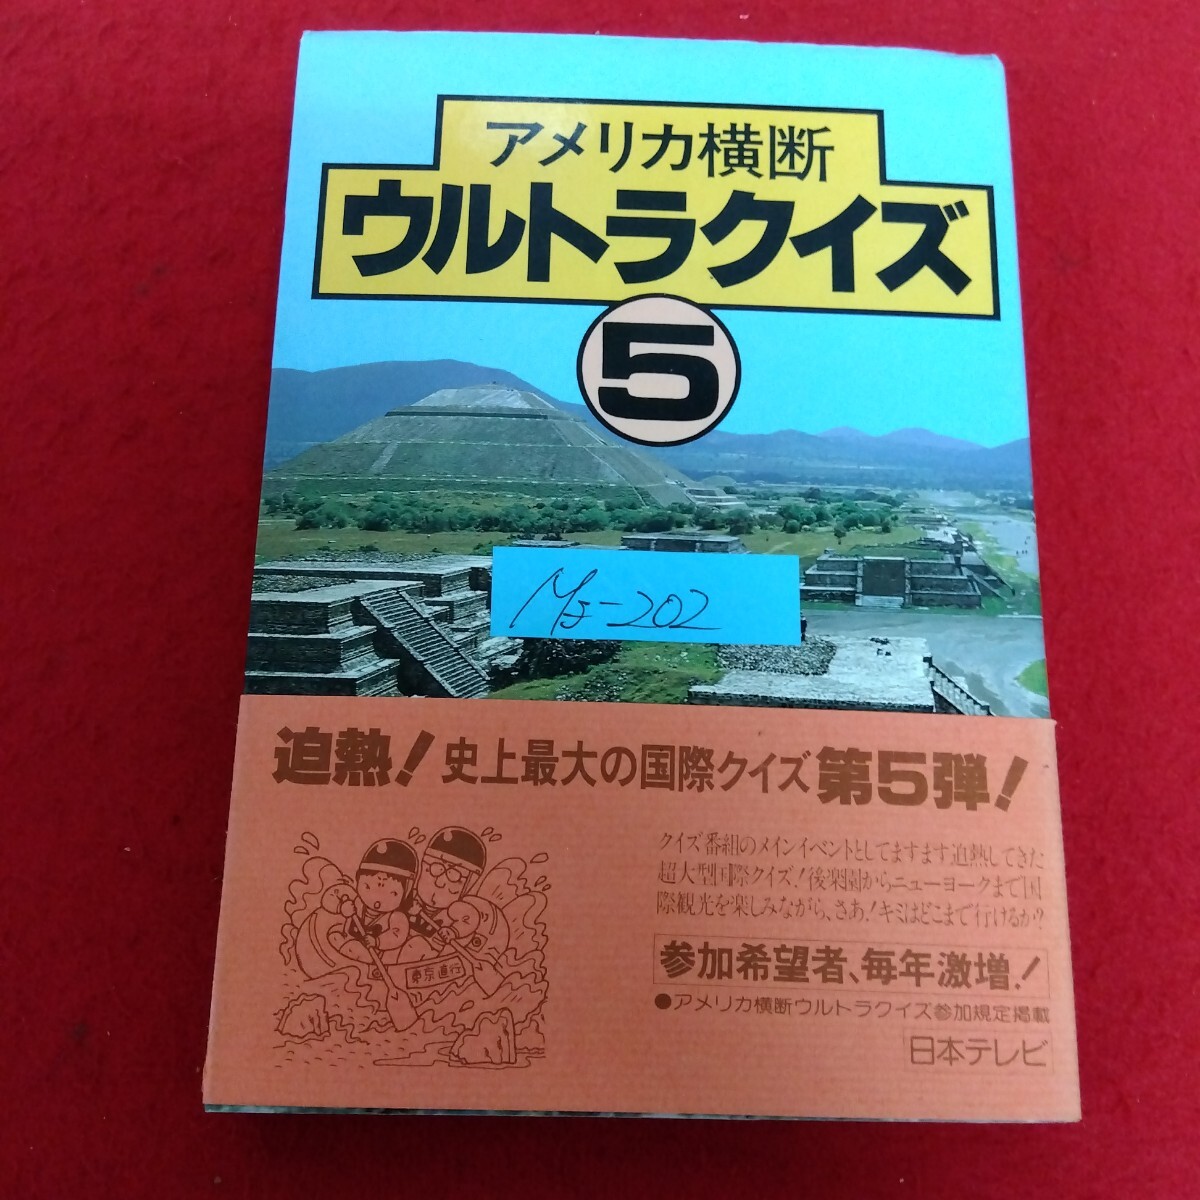 アメリカ横断
ウルトラクイズ
5
Mj-202
迫熱！史上最大の国際クイズ第5弾！
クイズ番組のメインイベントとしてますます迫熱してきた
超大型国際クイズ！後楽園からニューヨークまで国
際観光を楽しみながら、さあ！キミはどこまで行けるか？
参加希望者、毎年激増！
●アメリカ横断ウルトラクイズ参加規定掲載
日本テレビ
東京直行